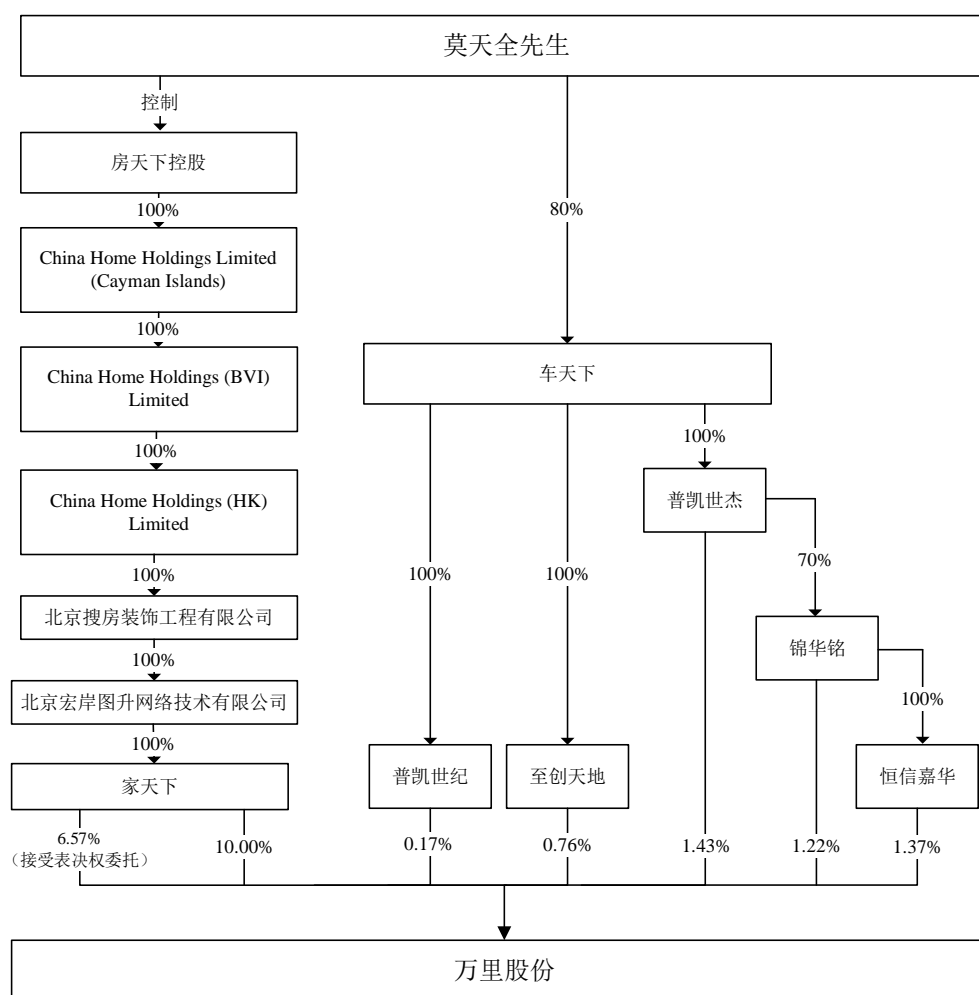 莫天全先生
控制
房天下控股
100%
80%
China Home Holdings Limited
(Cayman Islands)
100%
China Home Holdings (BVI)
Limited
车天下
100%
100%
China Home Holdings (HK)
Limited
普凯世杰
100%
100%
100%
70%
北京搜房装饰工程有限公司
锦华铭
100%
北京宏岸图升网络技术有限公司
100%
100%
家天下
普凯世纪
至创天地
恒信嘉华
6.57%
(接受表决权委托)
10.00%
0.17%
0.76%
1.43%
1.22%
1.37%
万里股份